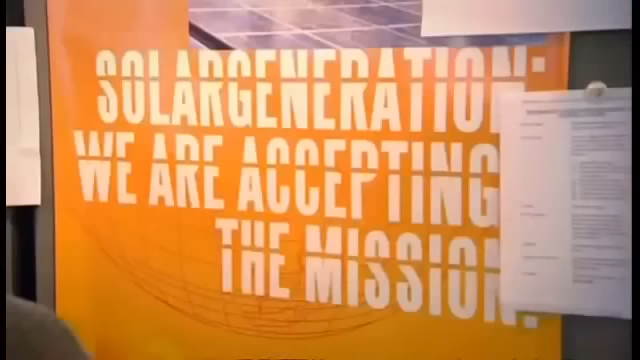 SOLARGENERATION:
WE ARE ACCEPTING
THE MISSION.